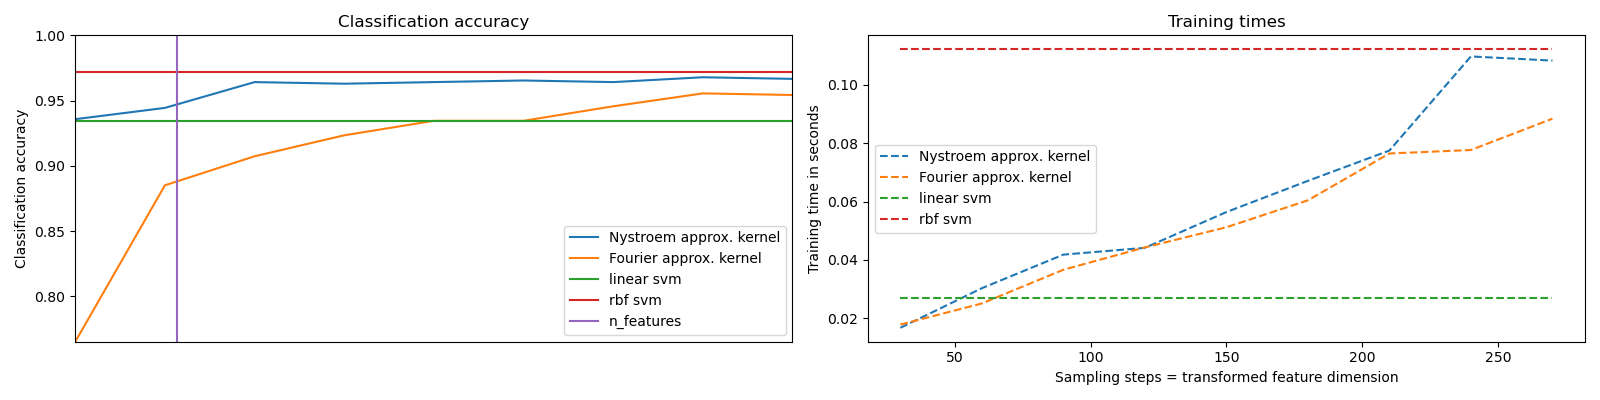 Classification accuracy
Classification accuracy
1.00
0.95
0.90
0.85
0.80
Nystroem approx. kernel
Fourier approx. kernel
linear svm
rbf svm
n_features
Training times
Training time in seconds
0.10
0.08
0.06
0.04
0.02
Nystroem approx. kernel
Fourier approx. kernel
linear svm
rbf svm
50 100 150 200 250
Sampling steps = transformed feature dimension